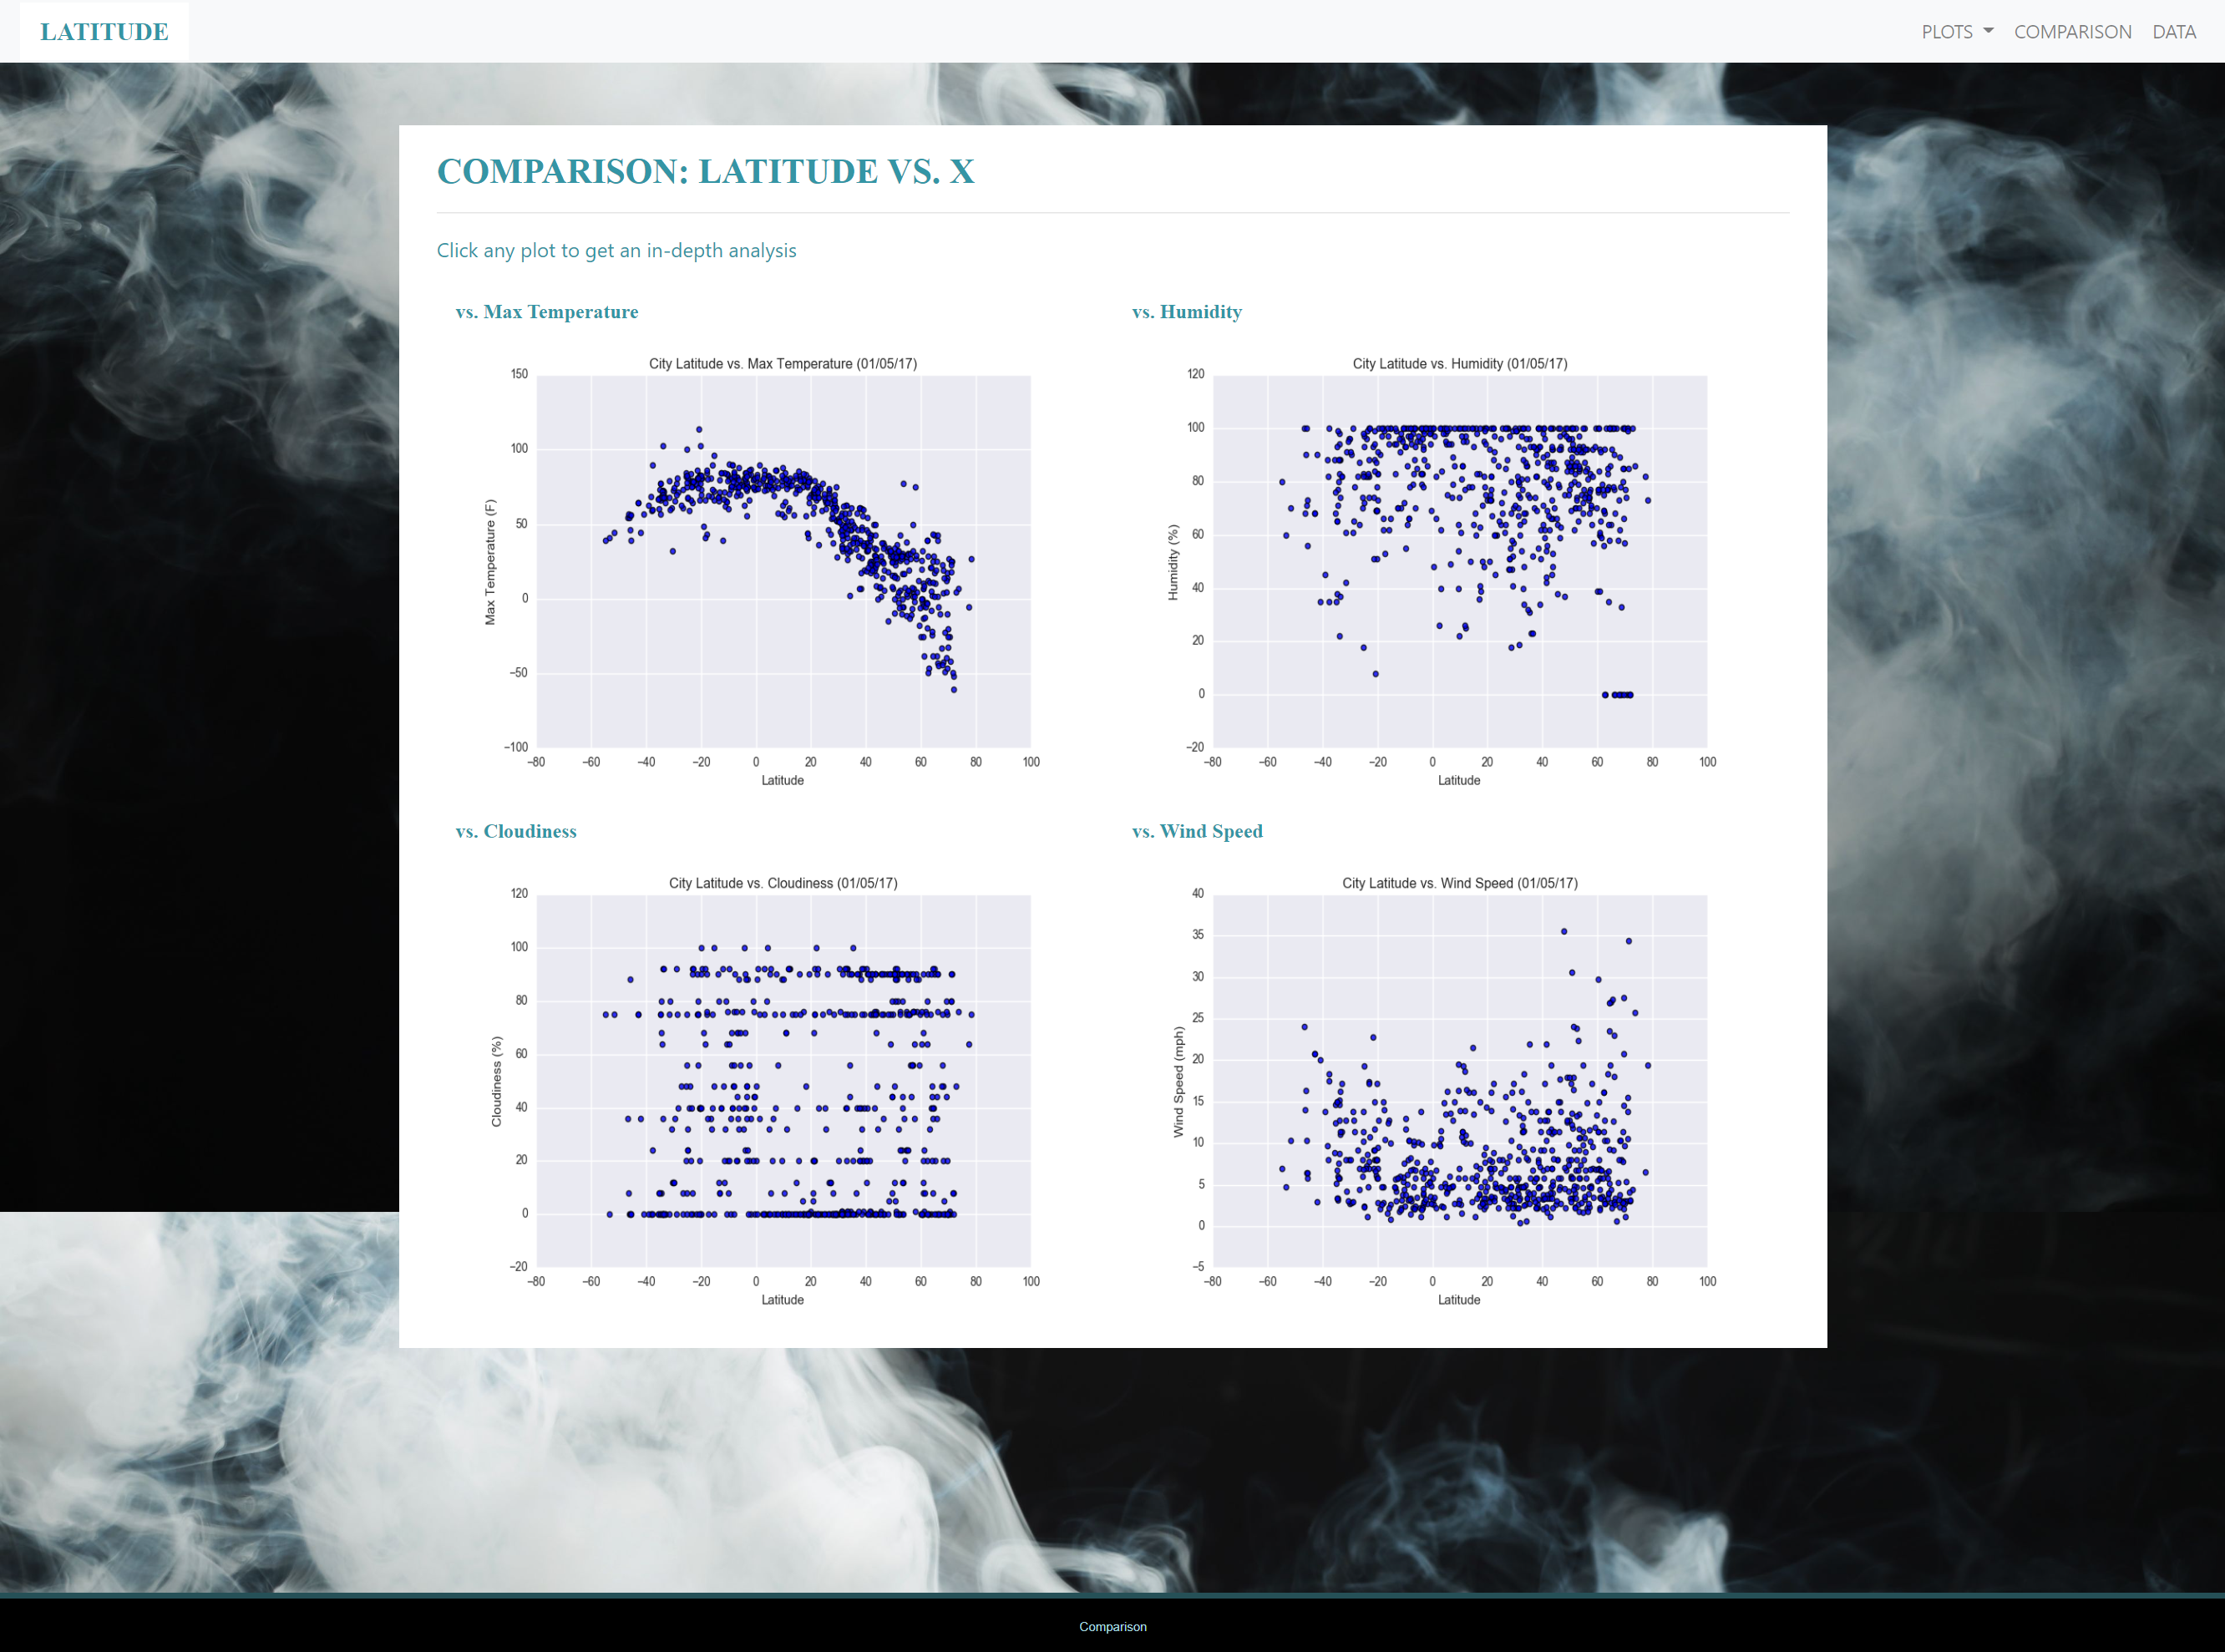 LATITUDE
PLOTS COMPARISON DATA
COMPARISON: LATITUDE VS. X
Click any plot to get an in-depth analysis
vs. Max Temperature
City Latitude vs. Max Temperature (01/05/17)
150
100
50
0
−50
−100
Max Temperature (F)
−80 −60 −40 −20 0 20 40 60 80 100
Latitude
vs. Humidity
City Latitude vs. Humidity (01/05/17)
120
100
80
60
40
20
0
−20
Humidity (%)
−80 −60 −40 −20 0 20 40 60 80 100
Latitude
vs. Cloudiness
City Latitude vs. Cloudiness (01/05/17)
120
100
80
60
40
20
0
−20
Cloudiness (%)
−80 −60 −40 −20 0 20 40 60 80 100
Latitude
vs. Wind Speed
City Latitude vs. Wind Speed (01/05/17)
40
35
30
25
20
15
10
5
0
−5
Wind Speed (mph)
−80 −60 −40 −20 0 20 40 60 80 100
Latitude
Comparison